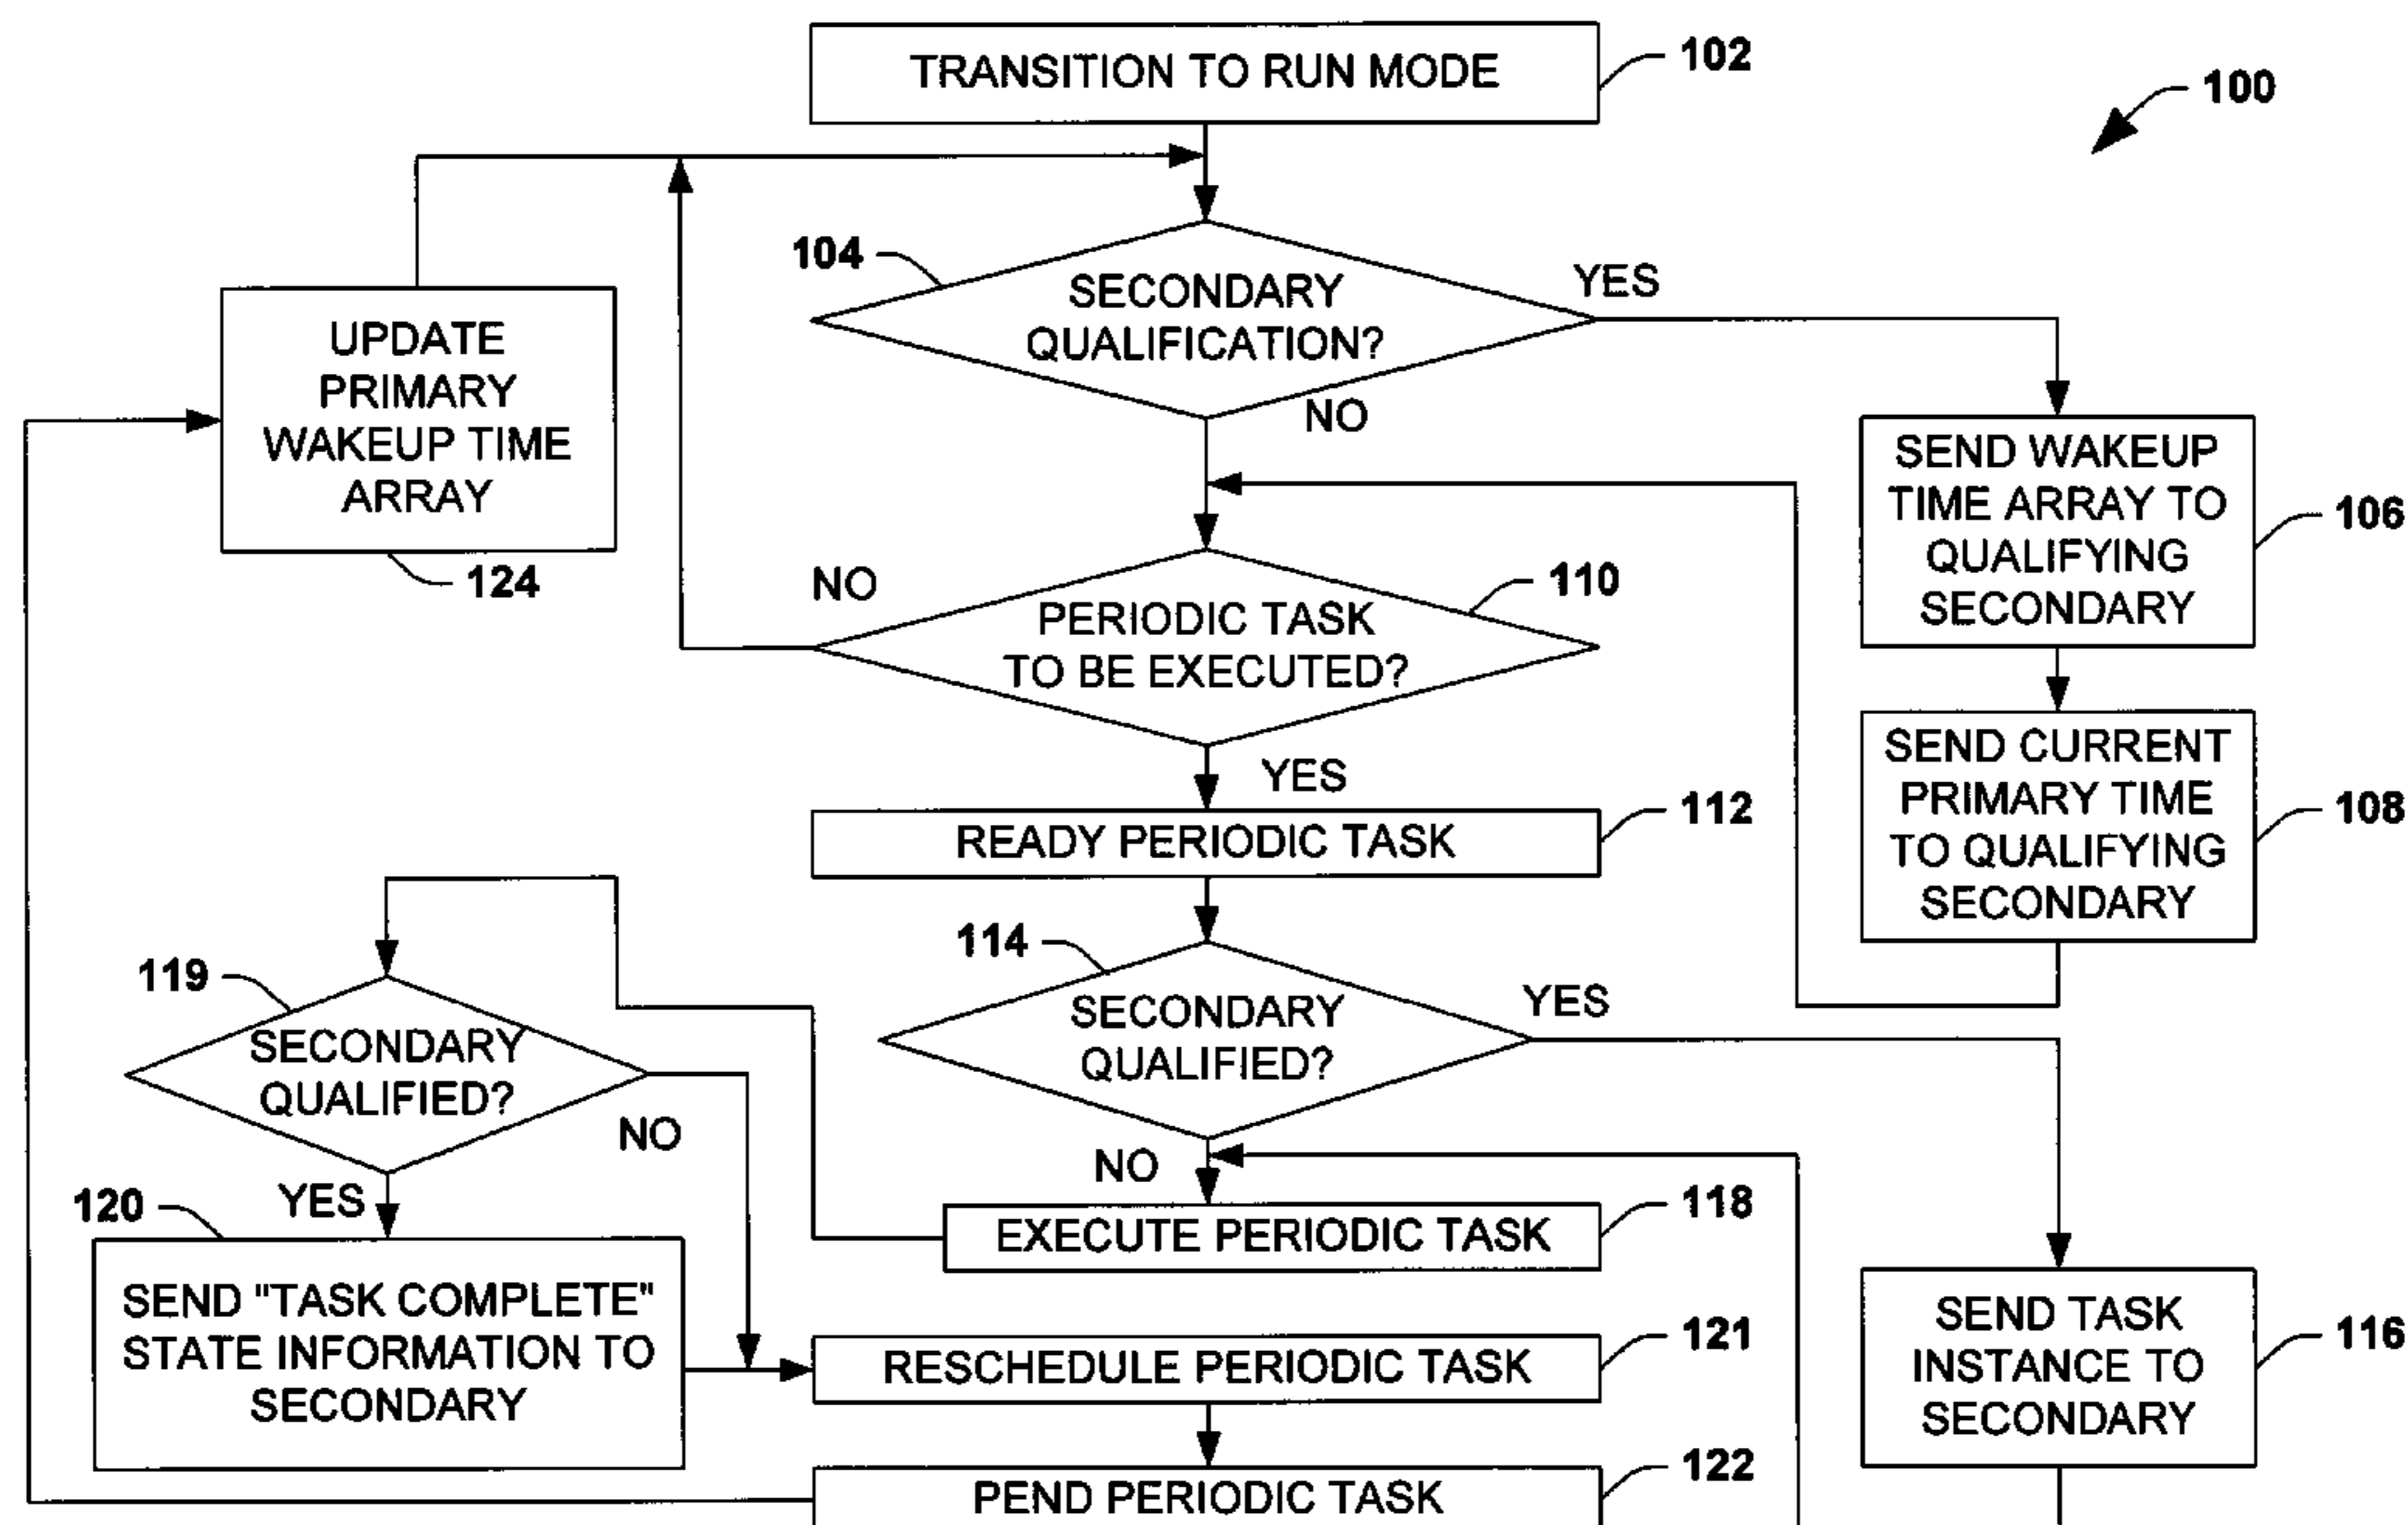 TRANSITION TO RUN MODE
102
100
104
SECONDARY
QUALIFICATION?
YES
NO
UPDATE
PRIMARY
WAKEUP TIME
ARRAY
124
SEND WAKEUP
TIME ARRAY TO
QUALIFYING
SECONDARY
106
NO
110
PERIODIC TASK
TO BE EXECUTED?
YES
SEND CURRENT
PRIMARY TIME
TO QUALIFYING
SECONDARY
108
READY PERIODIC TASK
112
114
SECONDARY
QUALIFIED?
YES
NO
119
SECONDARY
QUALIFIED?
NO
YES
120
EXECUTE PERIODIC TASK
118
SEND "TASK COMPLETE"
STATE INFORMATION TO
SECONDARY
RESCHEDULE PERIODIC TASK
121
SEND TASK
INSTANCE TO
SECONDARY
116
PEND PERIODIC TASK
122